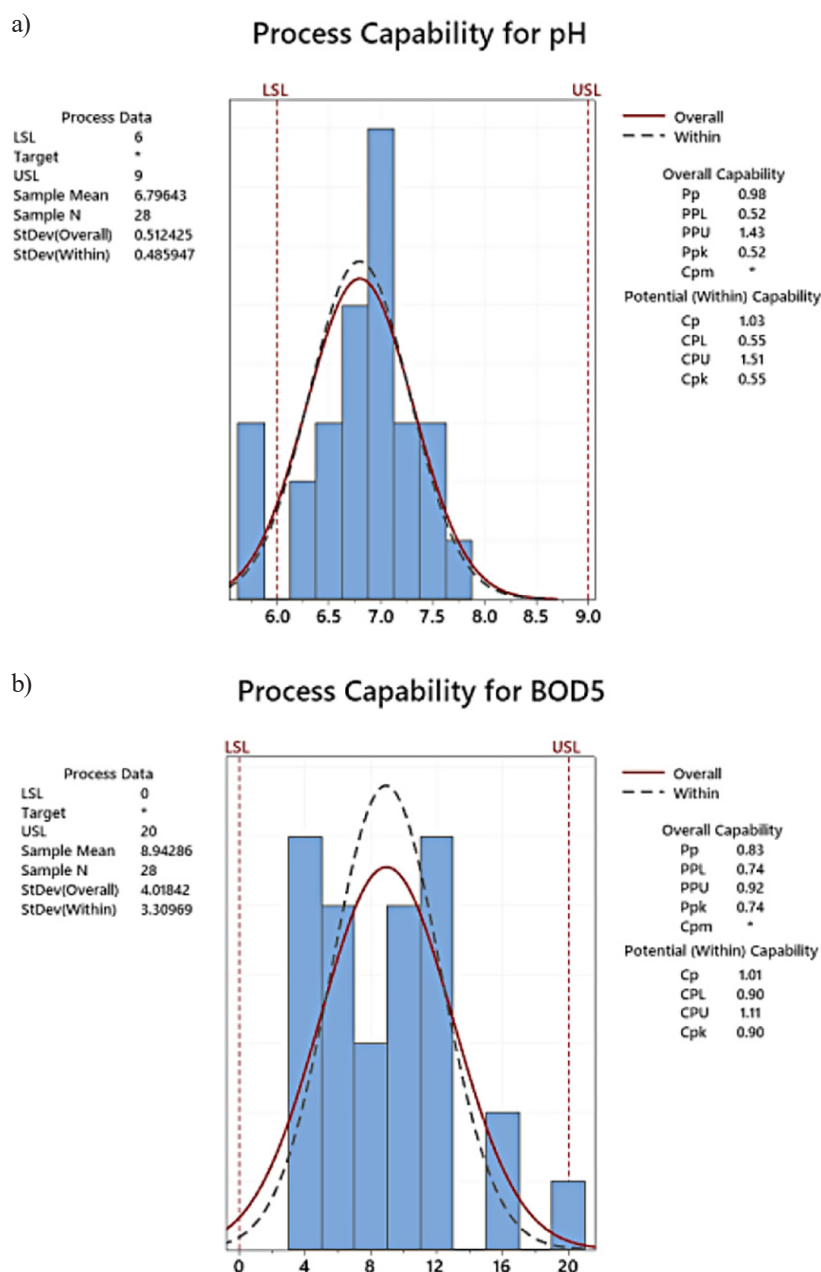 a)
Process Capability for pH
LSL
USL
Process Data
LSL 6
Target *
USL 9
Sample Mean 6.79643
Sample N 28
StDev(Overall) 0.512425
StDev(Within) 0.485947
Overall
Within
Overall Capability
Pp 0.98
PPL 0.52
PPU 1.43
Ppk 0.52
Cpm *
Potential (Within) Capability
Cp 1.03
CPL 0.55
CPU 1.51
Cpk 0.55
6.0 6.5 7.0 7.5 8.0 8.5 9.0
b)
Process Capability for BOD5
LSL
USL
Process Data
LSL 0
Target *
USL 20
Sample Mean 8.94286
Sample N 28
StDev(Overall) 4.01842
StDev(Within) 3.30969
Overall
Within
Overall Capability
Pp 0.83
PPL 0.74
PPU 0.92
Ppk 0.74
Cpm *
Potential (Within) Capability
Cp 1.01
CPL 0.90
CPU 1.11
Cpk 0.90
0 4 8 12 16 20